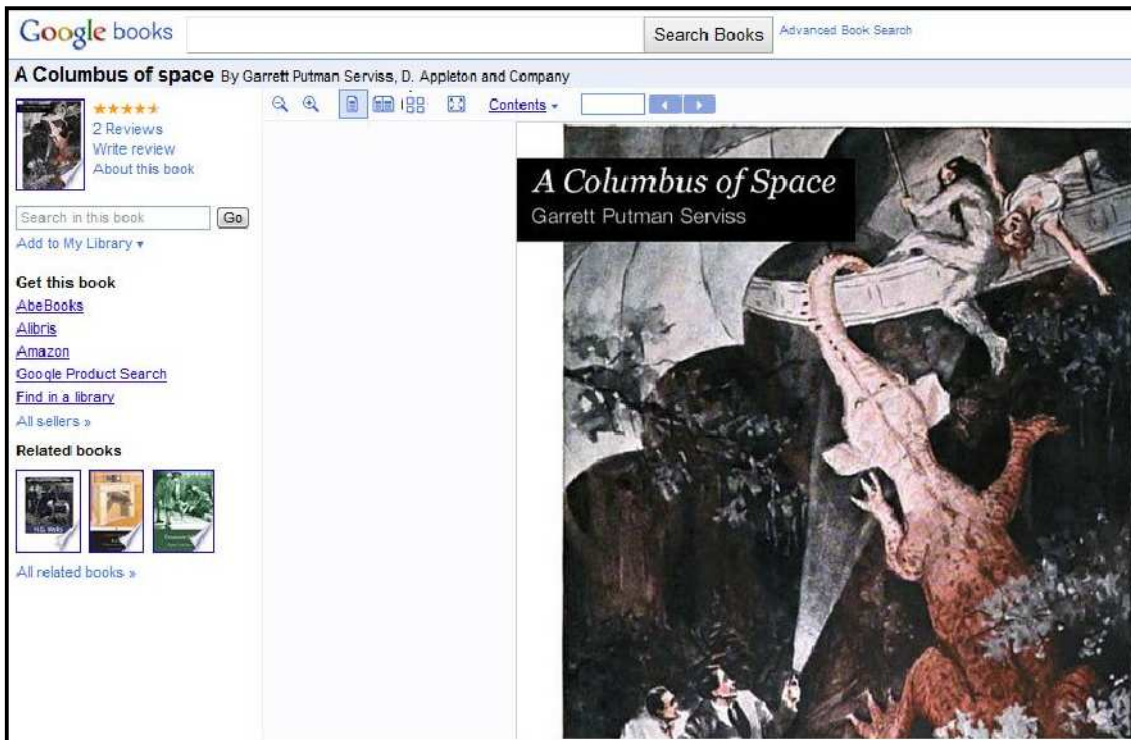 Google books Search Books Advanced Book Search
A Columbus of space By Garrett Putman Serviss, D. Appleton and Company
2 Reviews
Write review
About this book
Contents
A Columbus of Space
Garrett Putman Serviss
Search in this book Go
Add to My Library
Get this book
AbeBooks
Alibris
Amazon
Google Product Search
Find in a library
All sellers »
Related books
H.G. Wells
All related books »